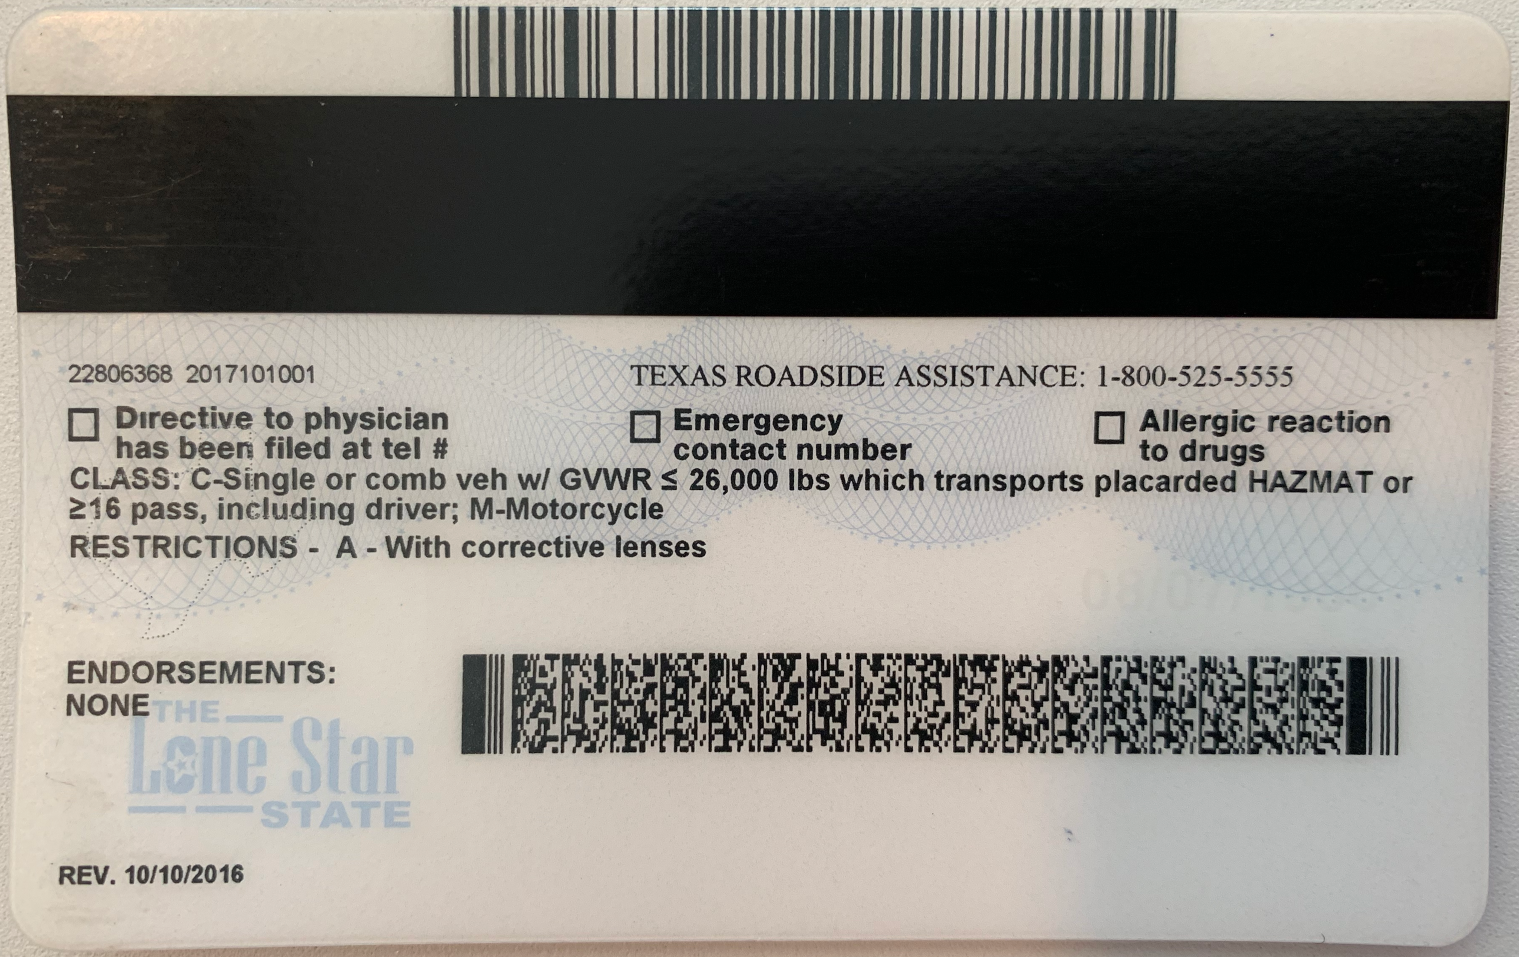 22806368 2017101001
TEXAS ROADSIDE ASSISTANCE: 1-800-525-5555
Directive to physician
has been filed at tel #
Emergency
contact number
Allergic reaction
to drugs
CLASS: C-Single or comb veh w/ GVWR ≤ 26,000 lbs which transports placarded HAZMAT or
≥16 pass, including driver; M-Motorcycle
RESTRICTIONS - A - With corrective lenses
ENDORSEMENTS:
NONE
THE
Lone Star
STATE
REV. 10/10/2016